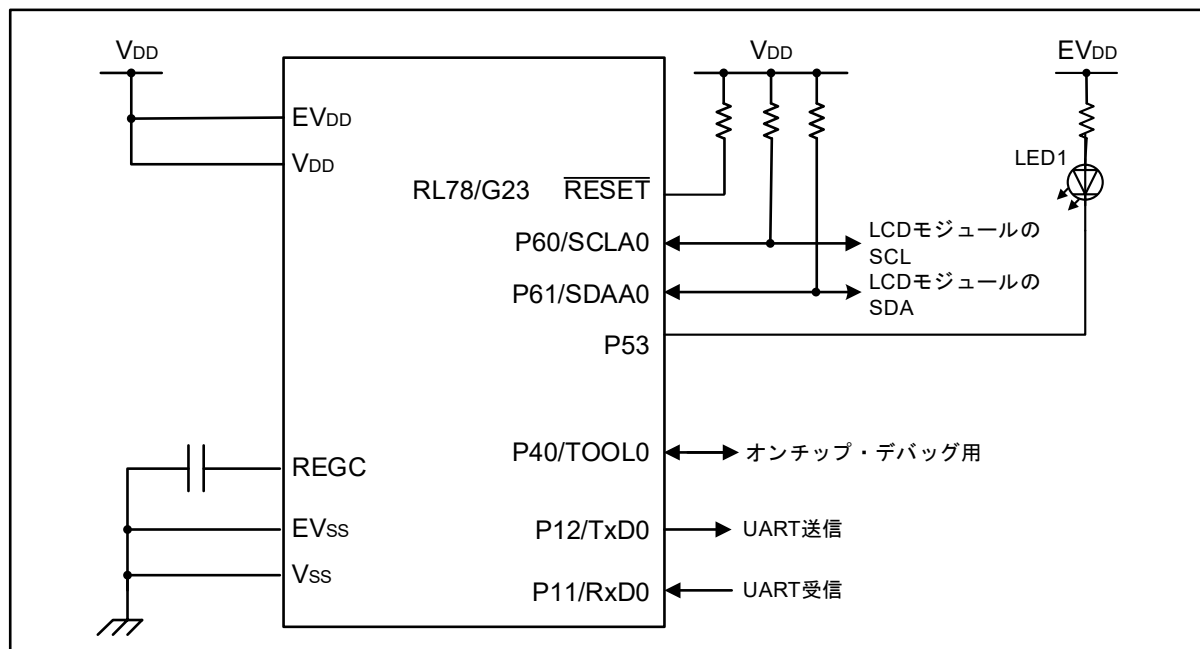 VDD
VDD
EVDD
EVDD
VDD
LED1
RL78/G23
RESET
P60/SCLA0
LCDモジュールの
SCL
P61/SDAA0
LCDモジュールの
SDA
P53
REGC
P40/TOOL0
オンチップ・デバッグ用
EVSS
P12/TxD0
UART送信
VSS
P11/RxD0
UART受信